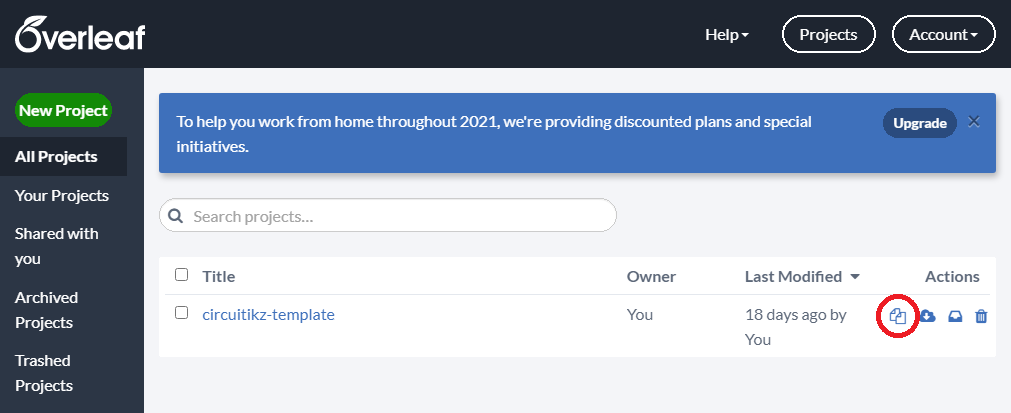 Overleaf
Help
Projects
Account
New Project
All Projects
Your Projects
Shared with
you
Archived
Projects
Trashed
Projects
To help you work from home throughout 2021, we're providing discounted plans and special
initiatives.
Upgrade
Search projects...
Title
Owner
Last Modified
Actions
circuitikz-template
You
18 days ago by
You